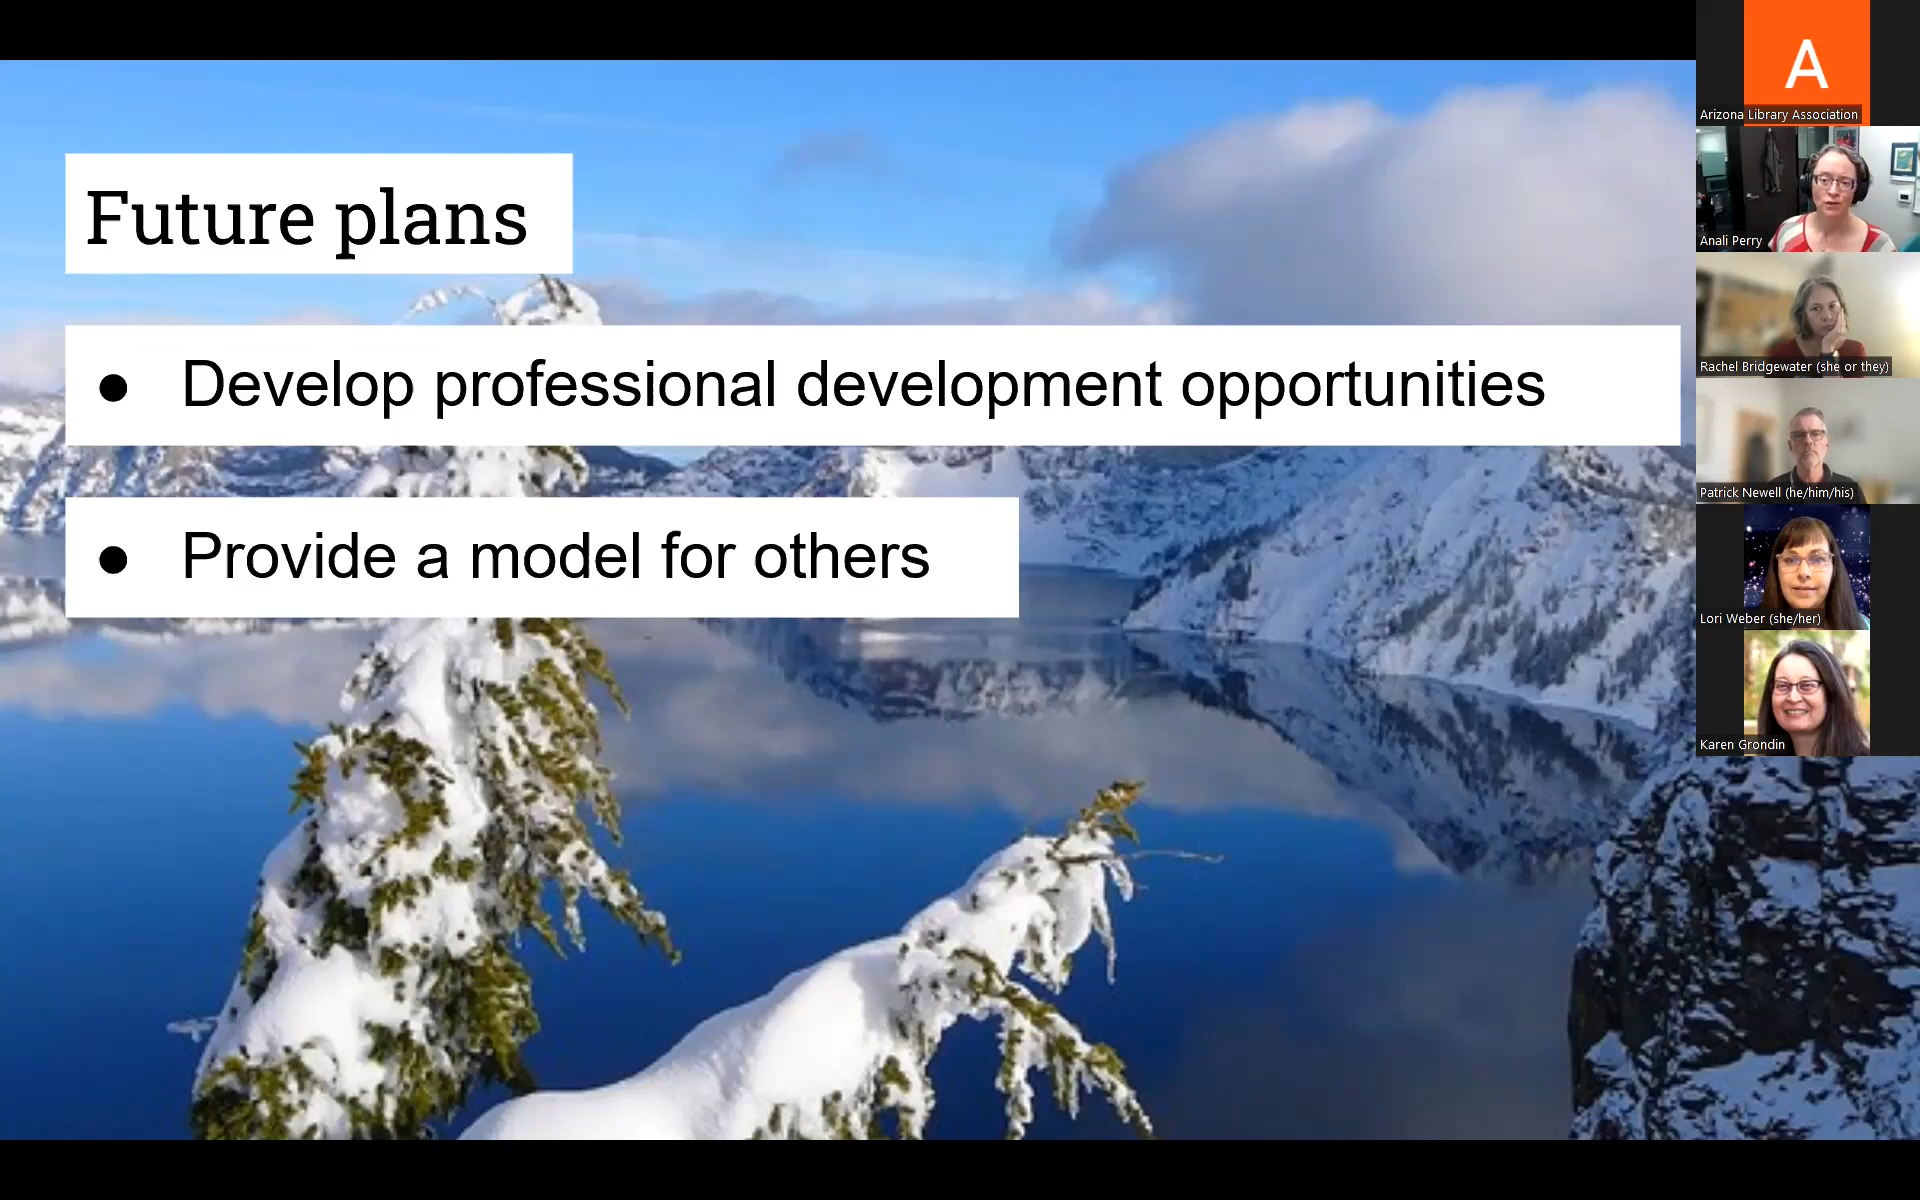 Future plans
● Develop professional development opportunities
● Provide a model for others
A
Arizona Library Association
Anali Perry
Rachel Bridgewater (she or they)
Patrick Newell (he/him/his)
Lori Weber (she/her)
Karen Grondin